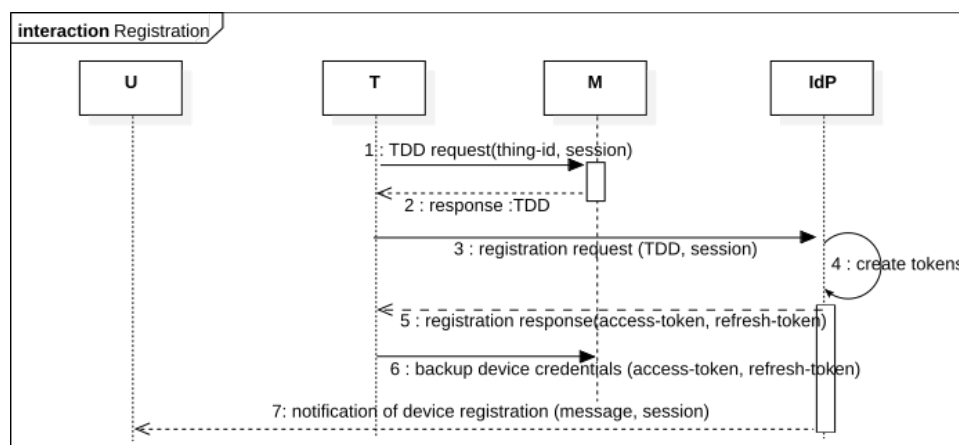 interaction Registration
U
T
M
IdP
1 : TDD request(thing-id, session)
2 : response :TDD
3 : registration request (TDD, session)
4 : create tokens
5 : registration response(access-token, refresh-token)
6 : backup device credentials (access-token, refresh-token)
7: notification of device registration (message, session)